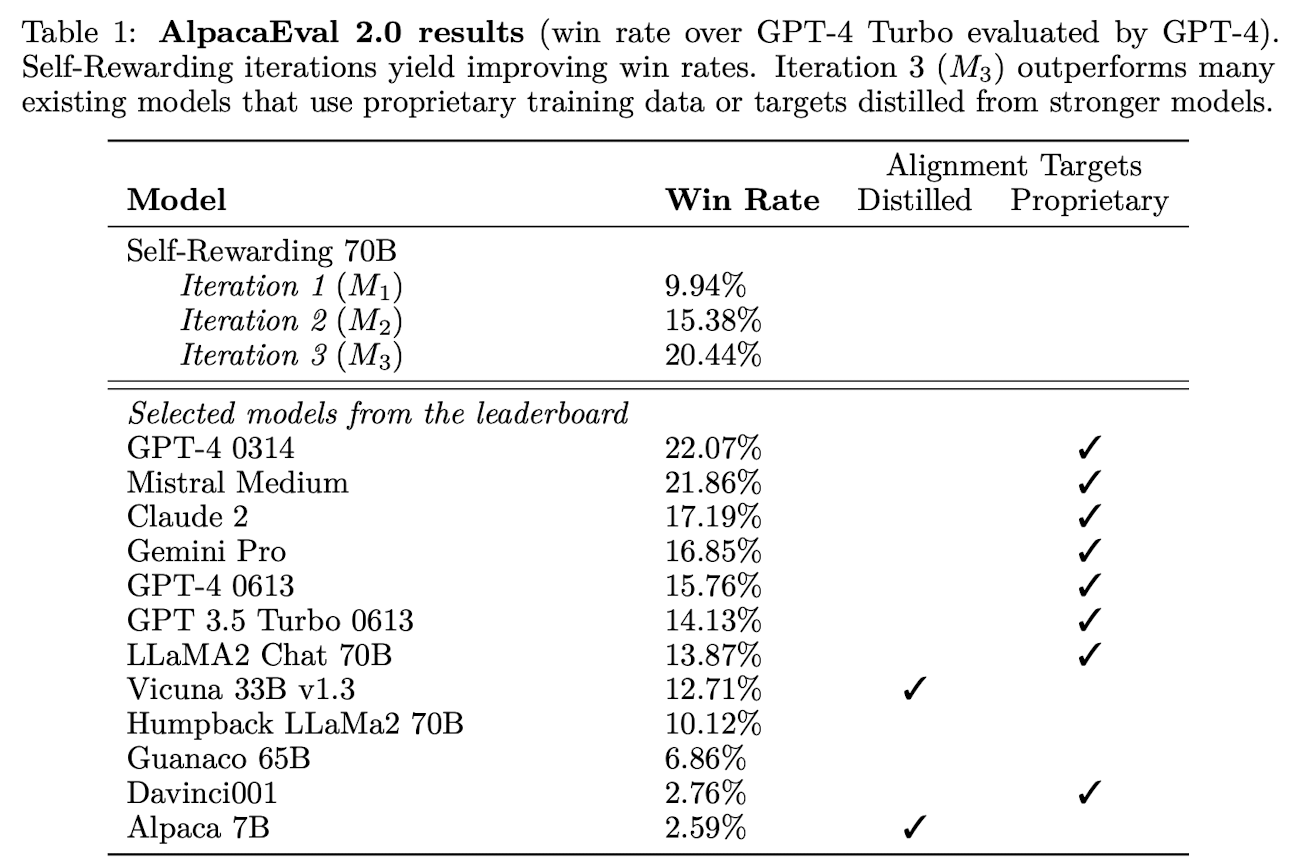 Table 1: AlpacaEval 2.0 results (win rate over GPT-4 Turbo evaluated by GPT-4).
Self-Rewarding iterations yield improving win rates. Iteration 3 (M₃) outperforms many
existing models that use proprietary training data or targets distilled from stronger models.
Alignment Targets
Model Win Rate Distilled Proprietary
Self-Rewarding 70B
Iteration 1 (M₁) 9.94%
Iteration 2 (M₂) 15.38%
Iteration 3 (M₃) 20.44%
Selected models from the leaderboard
GPT-4 0314 22.07% ✓
Mistral Medium 21.86% ✓
Claude 2 17.19% ✓
Gemini Pro 16.85% ✓
GPT-4 0613 15.76% ✓
GPT 3.5 Turbo 0613 14.13% ✓
LLaMA2 Chat 70B 13.87% ✓
Vicuna 33B v1.3 12.71% ✓
Humpback LLaMa2 70B 10.12%
Guanaco 65B 6.86%
Davinci001 2.76% ✓
Alpaca 7B 2.59% ✓